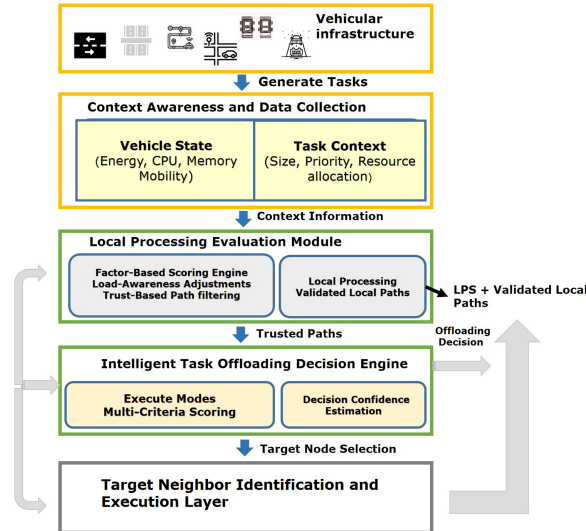 Vehicular
infrastructure
Generate Tasks
Context Awareness and Data Collection
Vehicle State
(Energy, CPU, Memory
Mobility)
Task Context
(Size, Priority, Resource
allocation)
Context Information
Local Processing Evaluation Module
Factor-Based Scoring Engine
Load-Awareness Adjustments
Trust-Based Path filtering
Local Processing
Validated Local Paths
LPS + Validated Local
Paths
Trusted Paths
Offloading
Decision
Intelligent Task Offloading Decision Engine
Execute Modes
Multi-Criteria Scoring
Decision Confidence
Estimation
Target Node Selection
Target Neighbor Identification and
Execution Layer